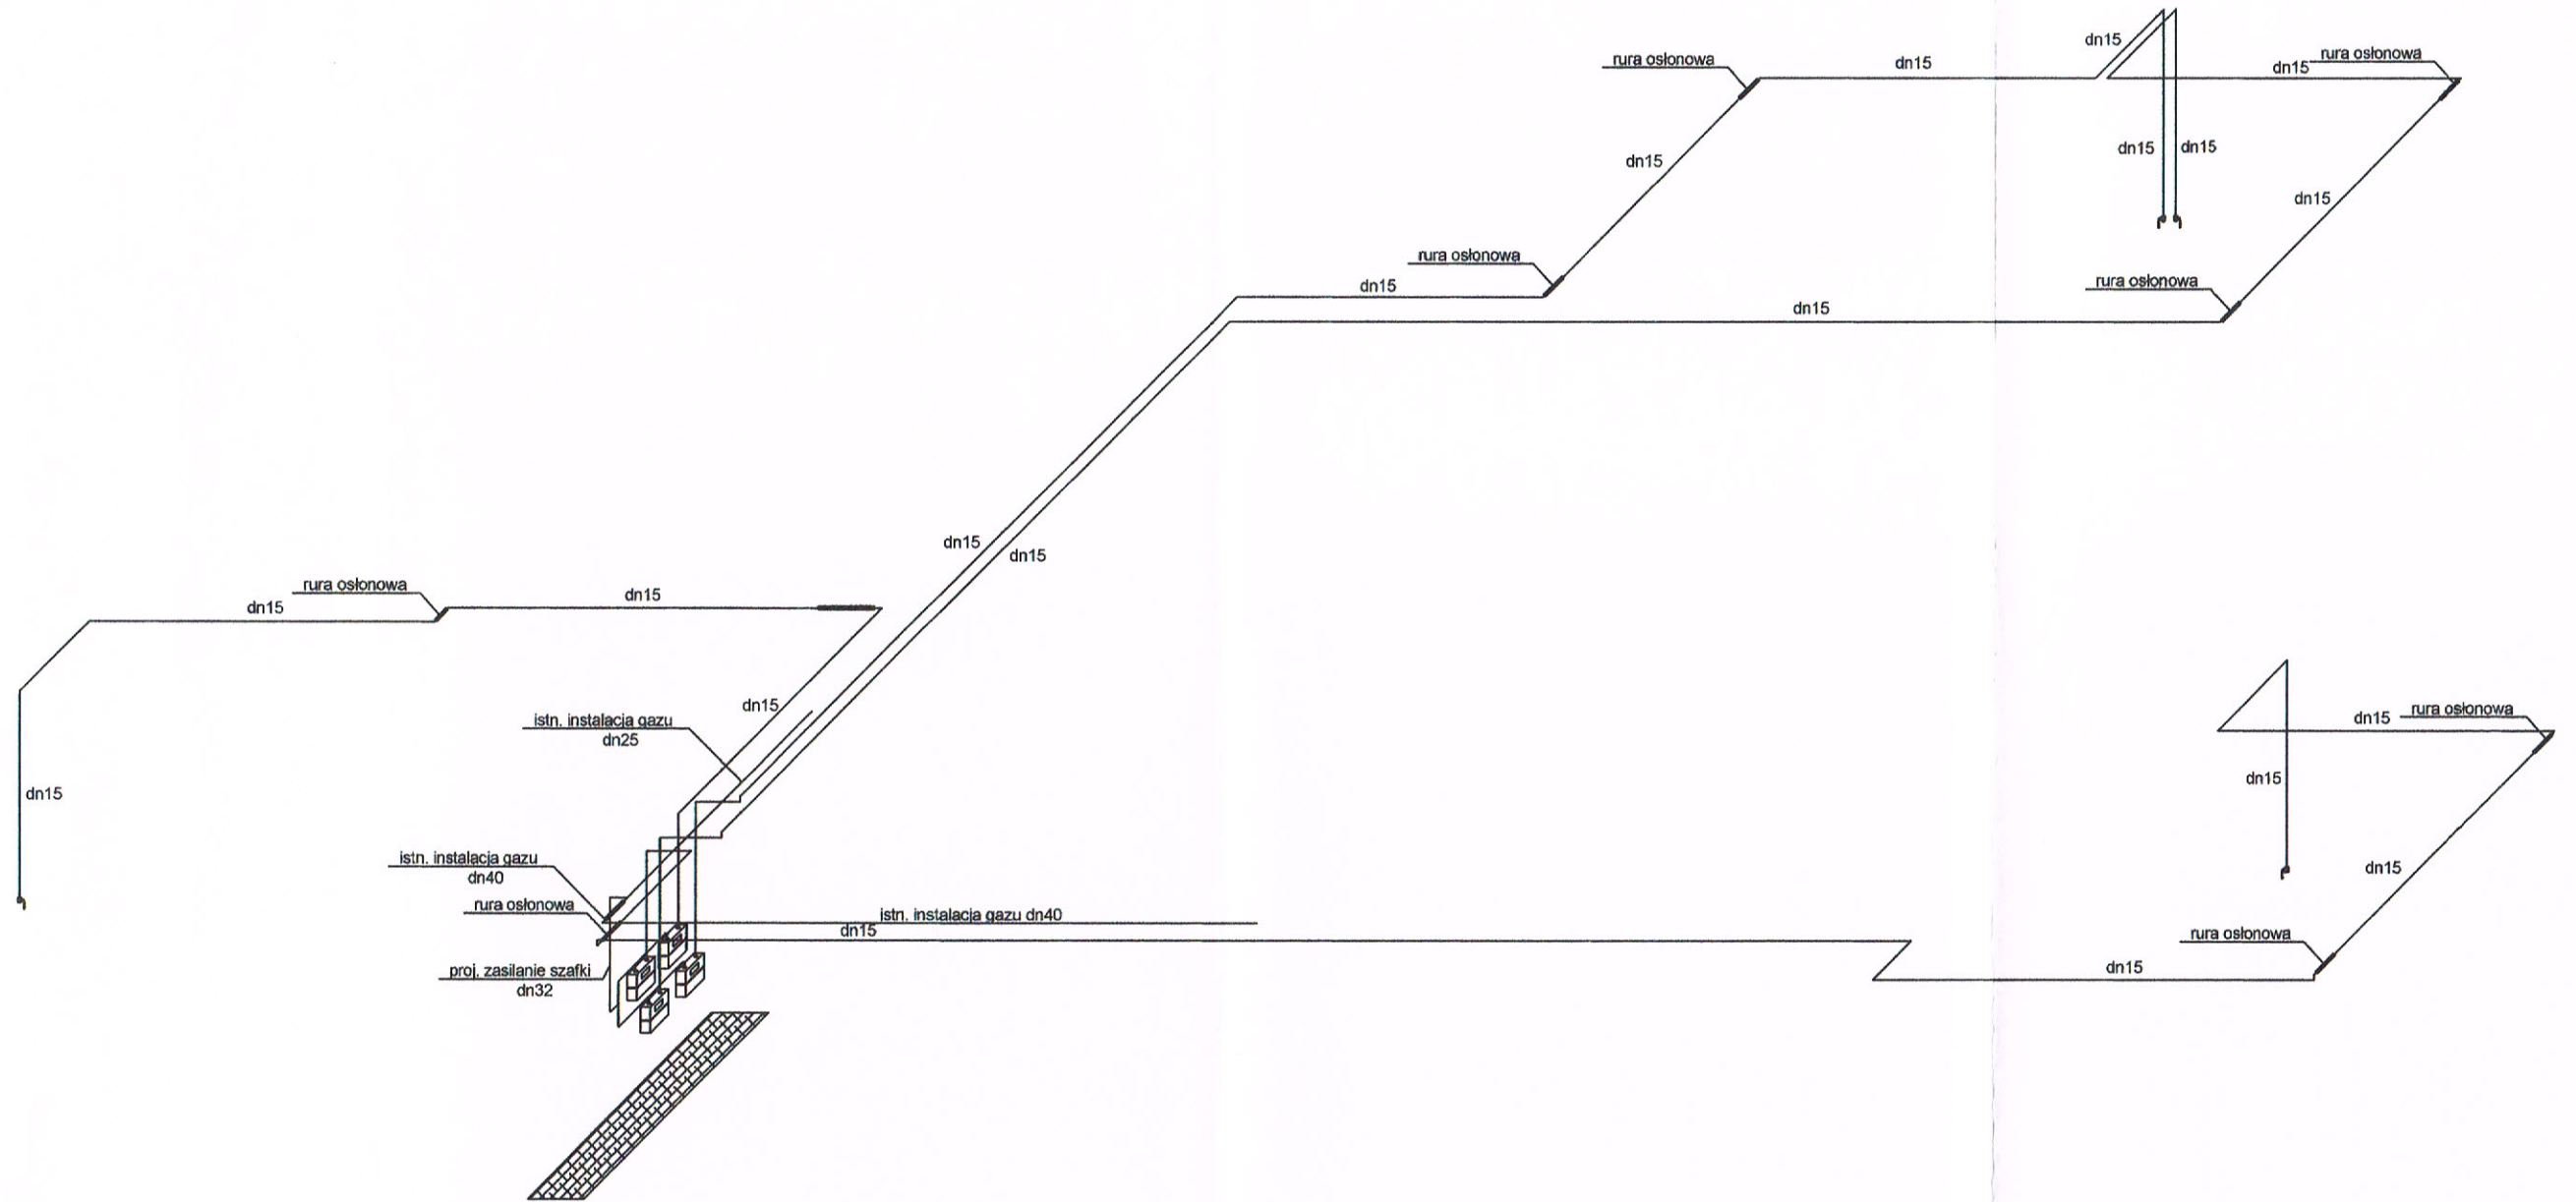 dn15
rura osłonowa
dn15
rura osłonowa
dn15
dn15
dn15
dn15
dn15
rura osłonowa
dn15
rura osłonowa
dn15
dn15
dn15
rura osłonowa
dn15
dn15
dn15
istn. instalacja gazu
dn25
dn15
rura osłonowa
dn15
dn15
dn15
istn. instalacja gazu
dn40
dn15
rura osłonowa
istn. instalacja gazu dn40
dn15
rura osłonowa
proj. zasilanie szafki
dn32
dn15